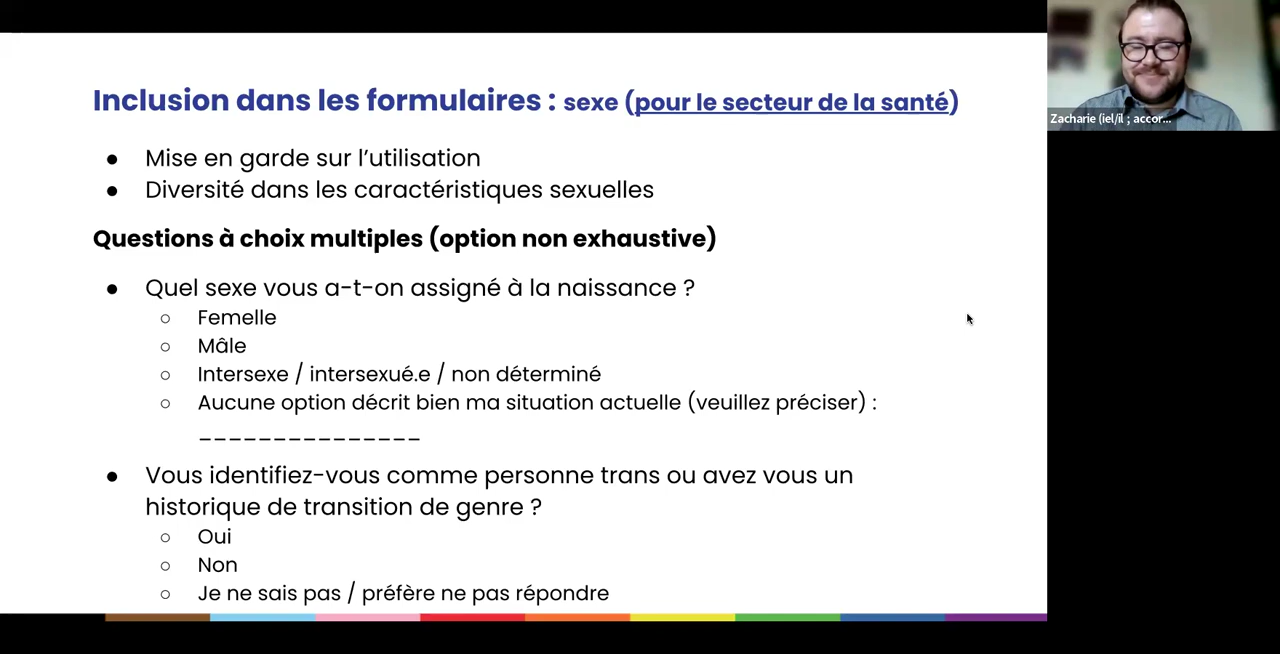 Inclusion dans les formulaires : sexe (pour le secteur de la santé)
● Mise en garde sur l’utilisation
● Diversité dans les caractéristiques sexuelles
Questions à choix multiples (option non exhaustive)
● Quel sexe vous a-t-on assigné à la naissance ?
○ Femelle
○ Mâle
○ Intersexe / intersexué.e / non déterminé
○ Aucune option décrit bien ma situation actuelle (veuillez préciser) :
_______________
● Vous identifiez-vous comme personne trans ou avez vous un
historique de transition de genre ?
○ Oui
○ Non
○ Je ne sais pas / préfère ne pas répondre
Zacharie (iel/il ; accor...